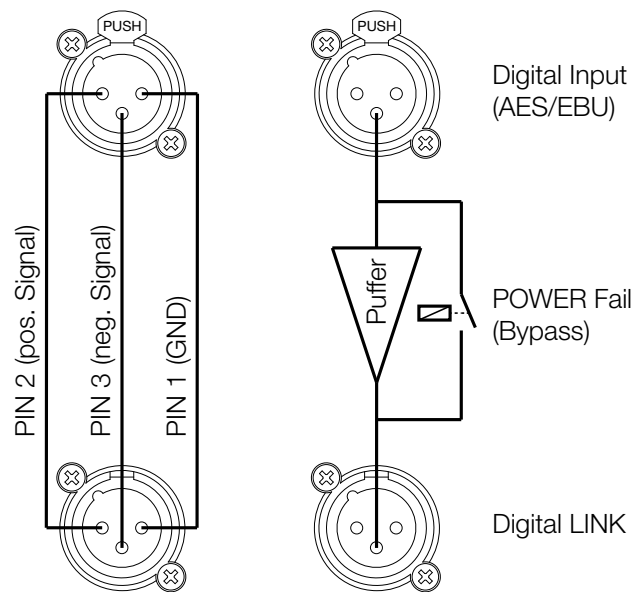 PUSH
PUSH
Digital Input
(AES/EBU)
PIN 2 (pos. Signal)
PIN 3 (neg. Signal)
PIN 1 (GND)
Puffer
POWER Fail
(Bypass)
Digital LINK